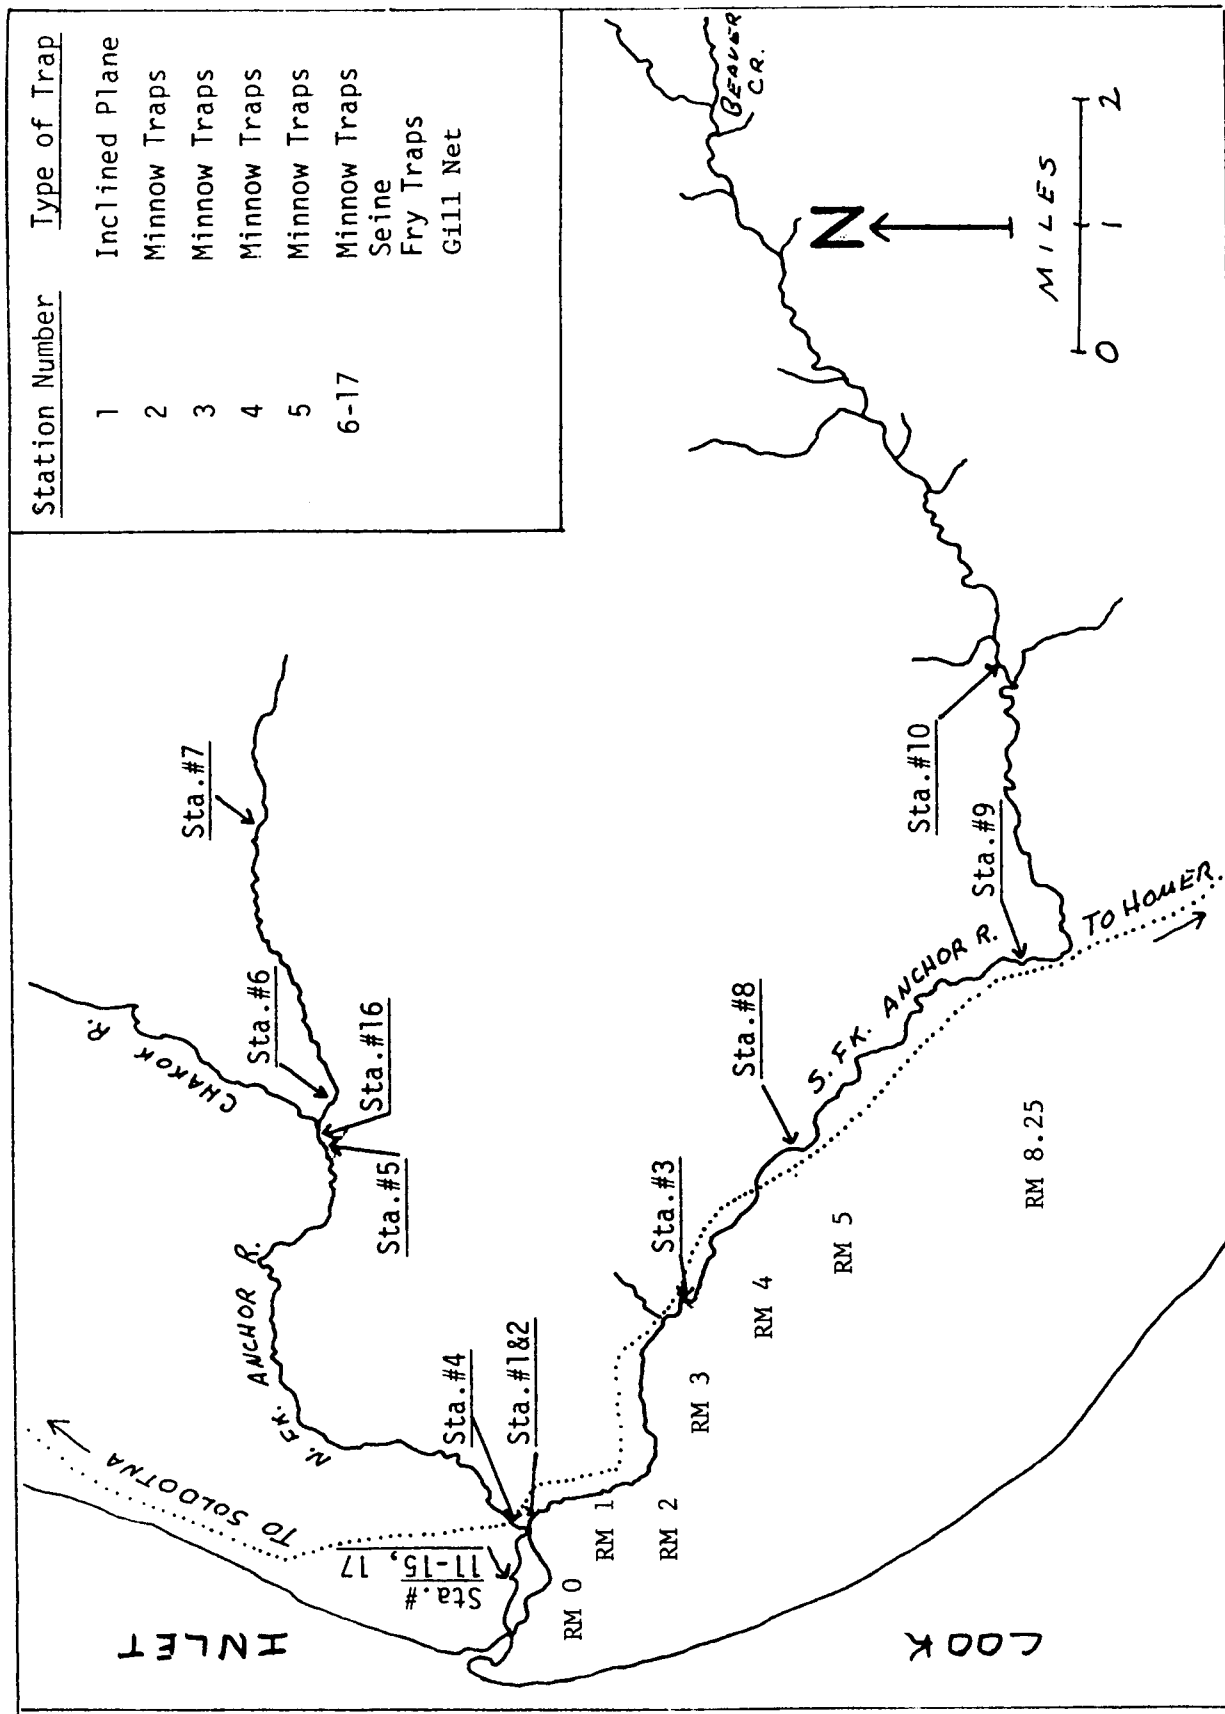 Station Number Type of Trap
1 Inclined Plane
2 Minnow Traps
3 Minnow Traps
4 Minnow Traps
5 Minnow Traps
6-17 Minnow Traps
Seine
Fry Traps
Gill Net
BEAVER
CR.
N
MILES
0 1 2
Sta.#7
CHAKOK R.
Sta.#6
Sta.#16
Sta.#5
N. FK. ANCHOR R.
TO SOLDOTNA
Sta.#4
Sta.#1&2
Sta.#
11-15, 17
Sta.#3
Sta.#8
S. FK. ANCHOR R.
Sta.#9
Sta.#10
TO HOMER.
RM 0
RM 1
RM 2
RM 3
RM 4
RM 5
RM 8.25
COOK INLET